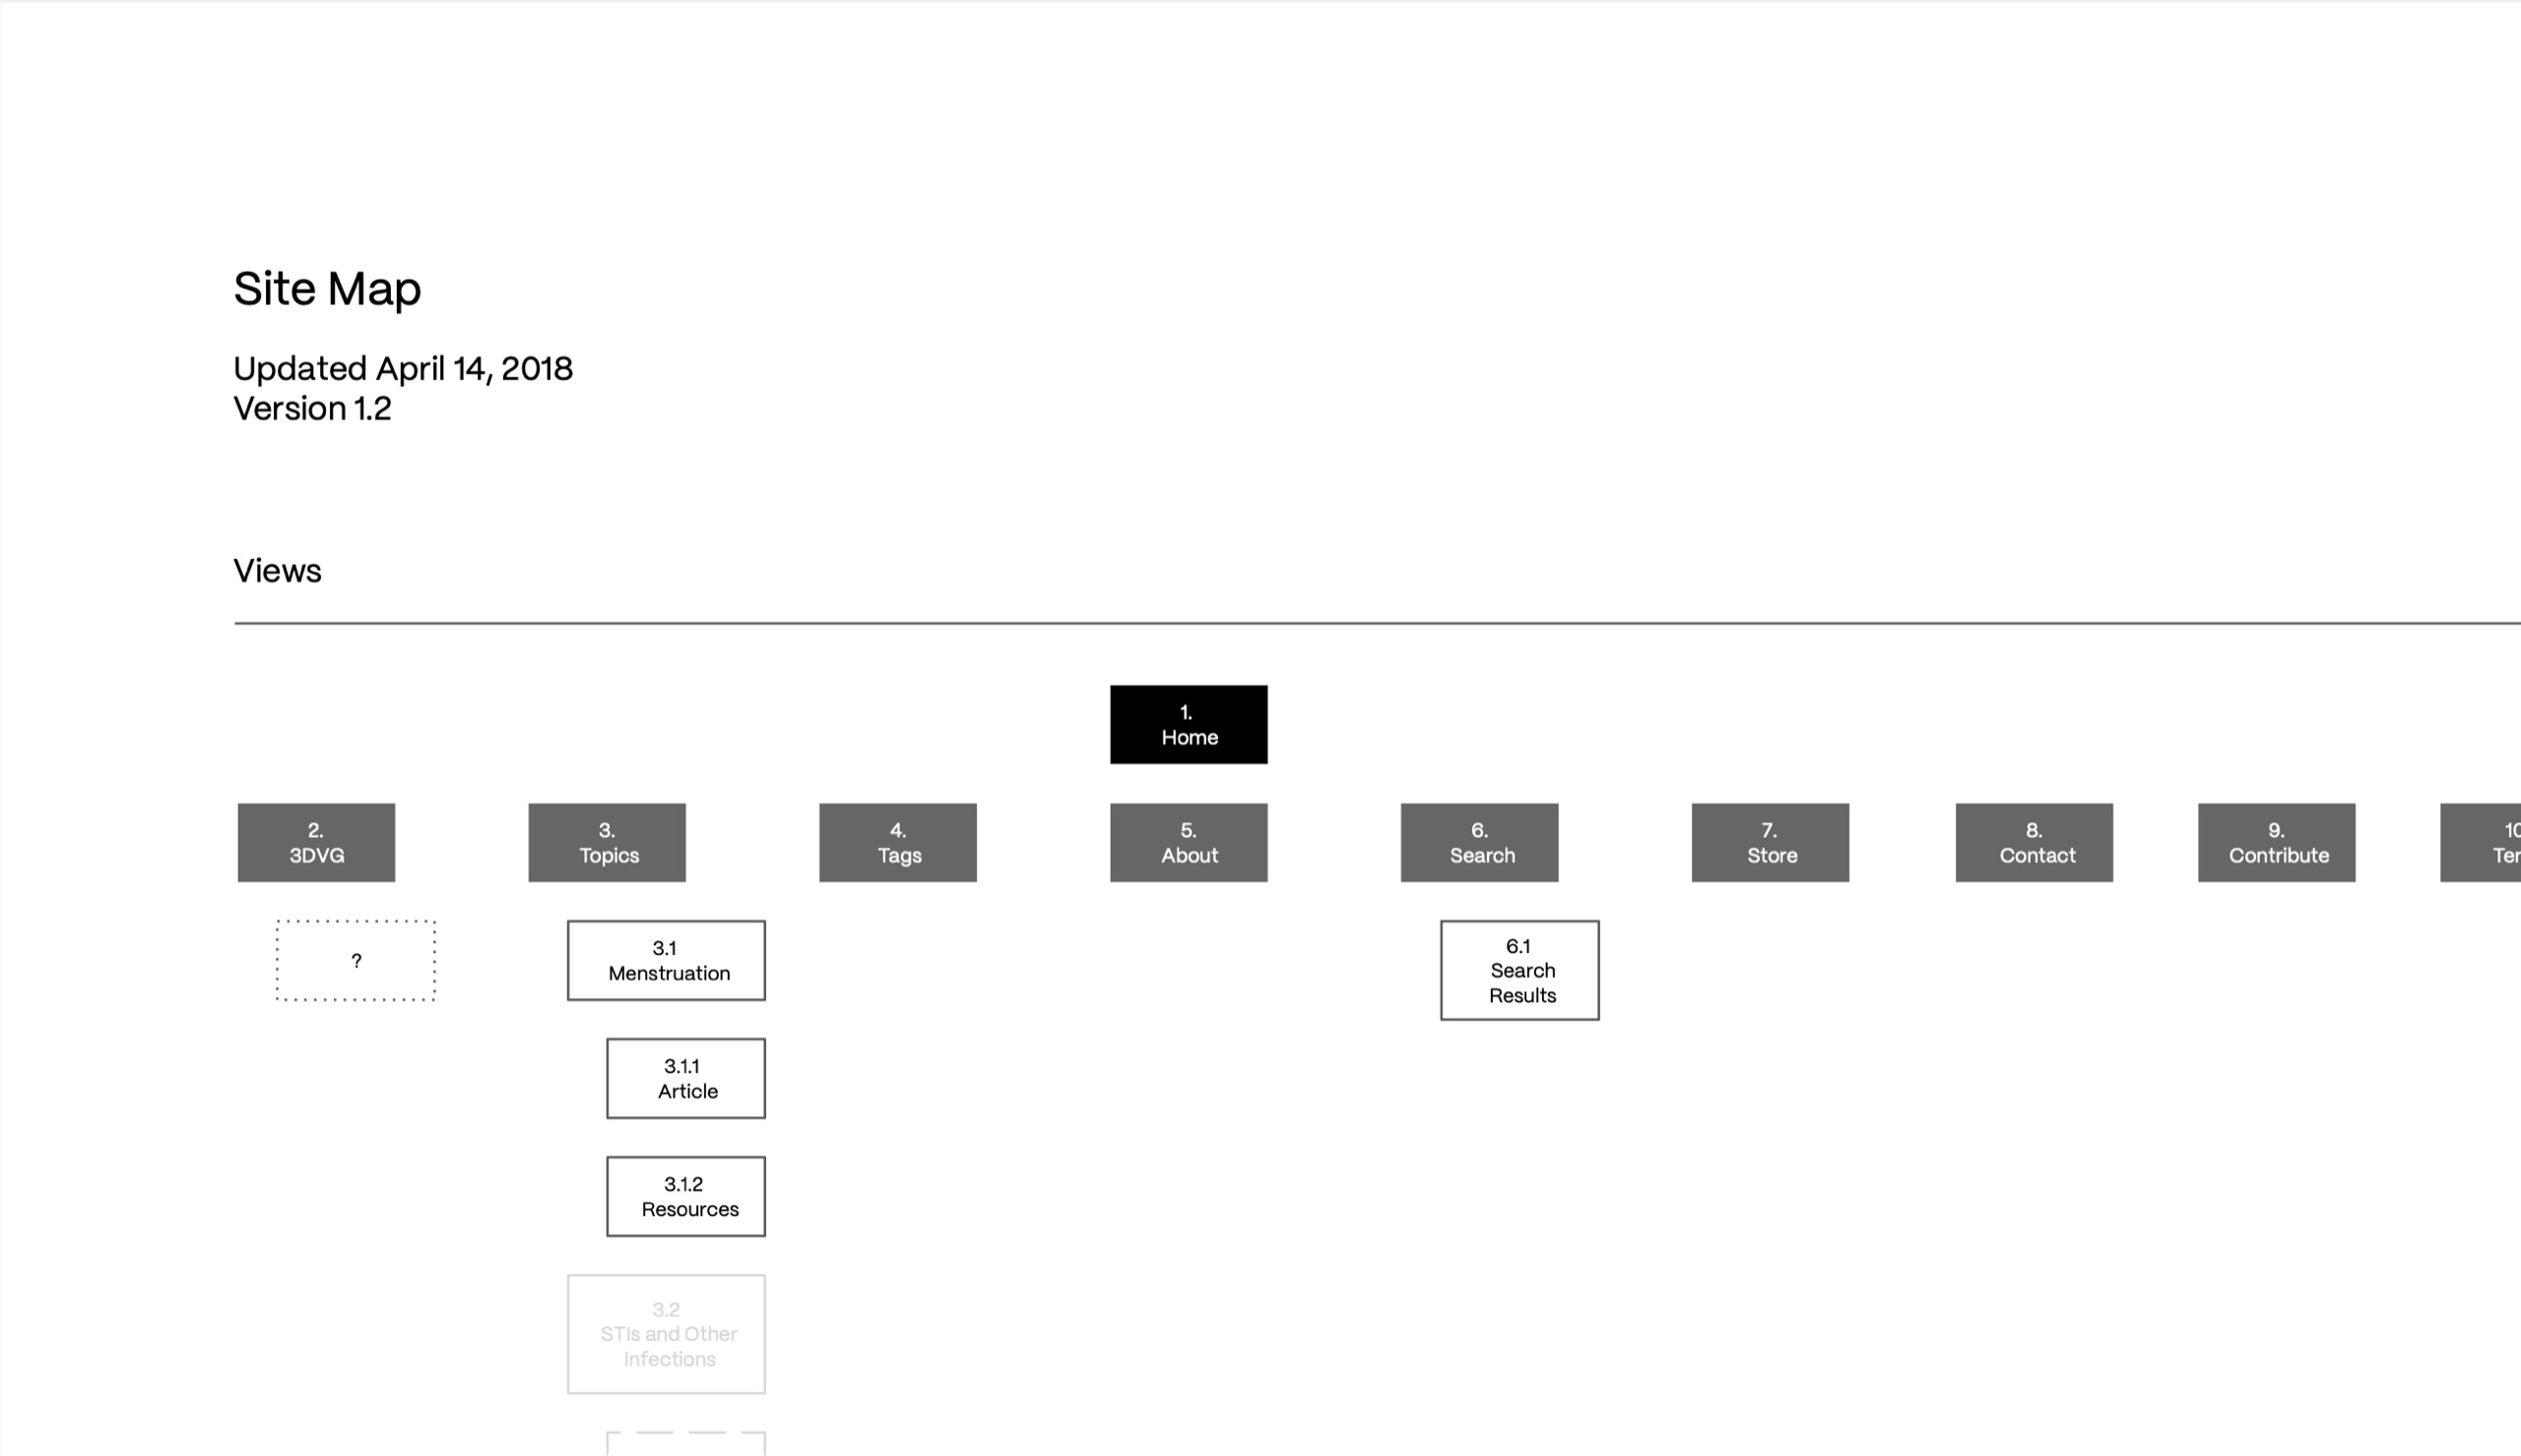 Site Map
Updated April 14, 2018
Version 1.2
Views
1.
Home
2.
3DVG
3.
Topics
4.
Tags
5.
About
6.
Search
7.
Store
8.
Contact
9.
Contribute
10
?
3.1
Menstruation
6.1
Search
Results
3.1.1
Article
3.1.2
Resources
3.2
STIs and Other
Infections